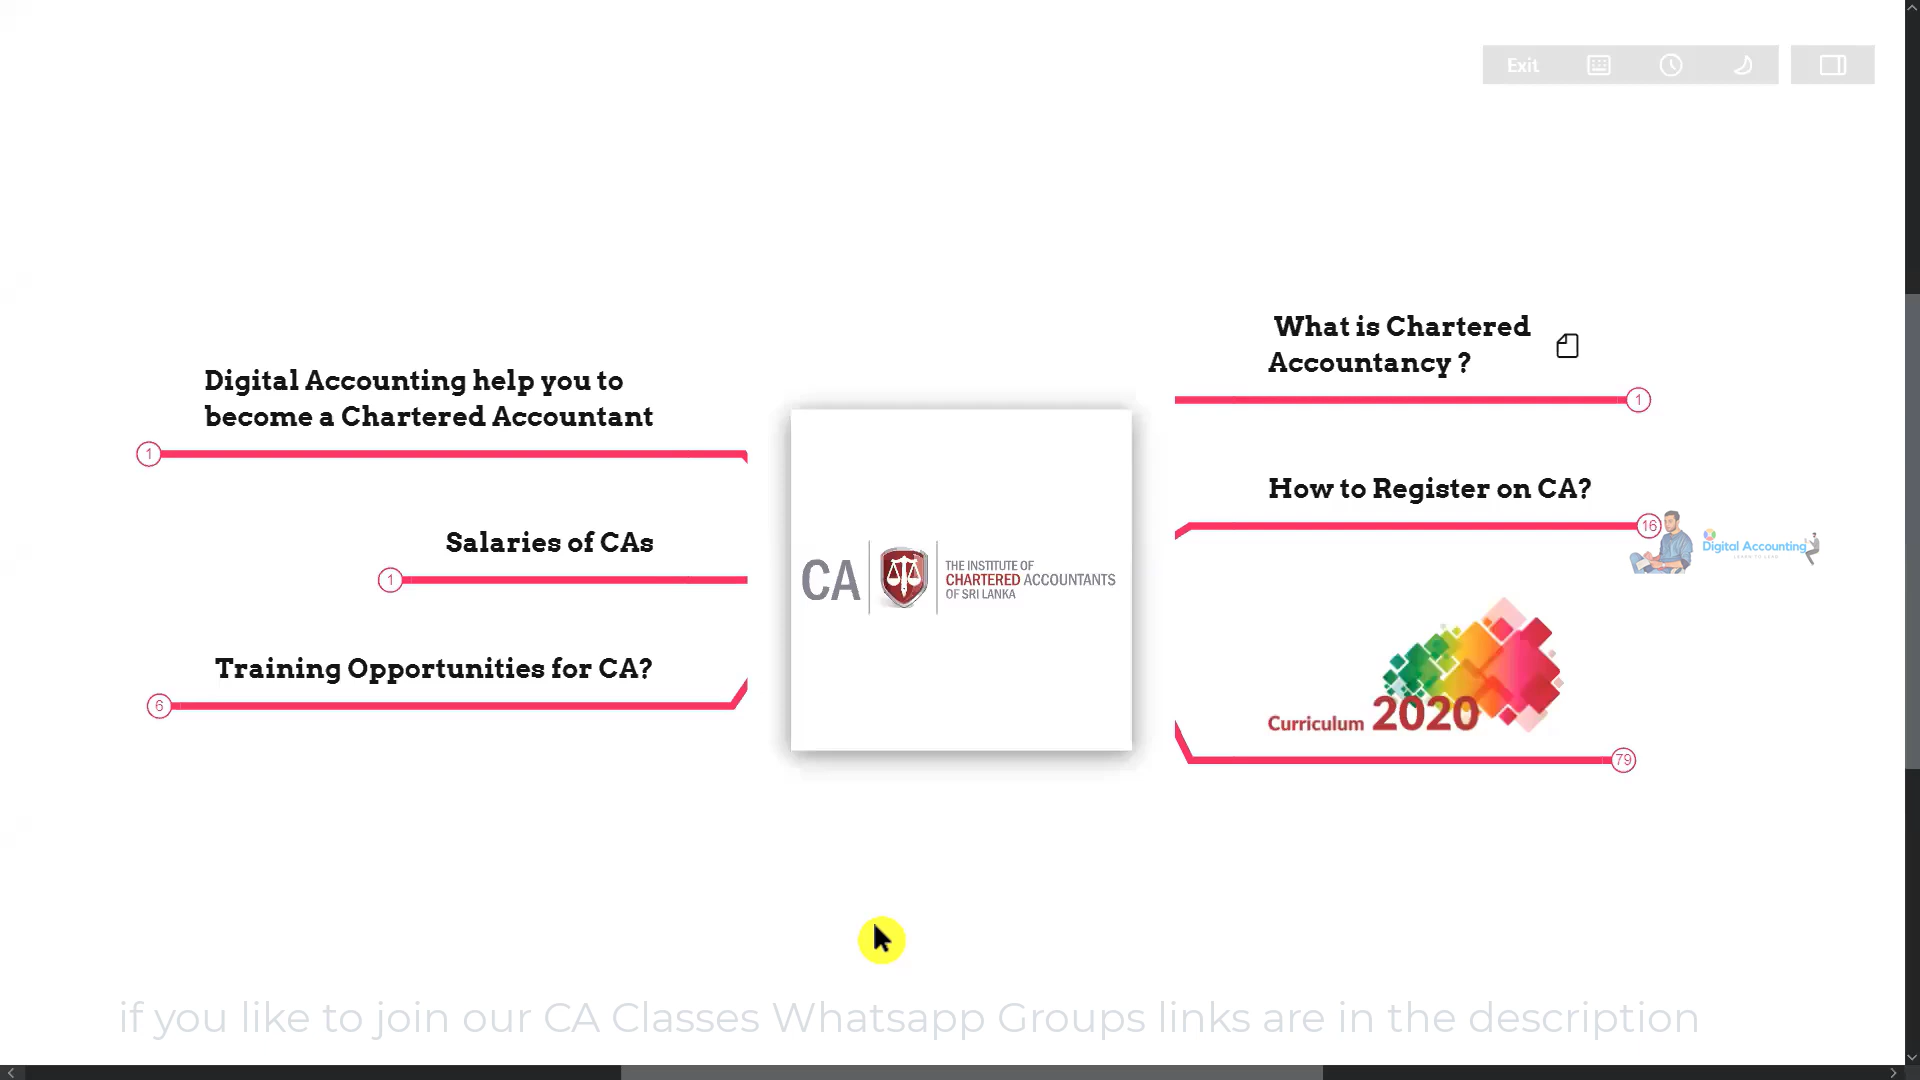 Exit
Digital Accounting help you to
become a Chartered Accountant
1
Salaries of CAs
1
Training Opportunities for CA?
6
CA
THE INSTITUTE OF
CHARTERED ACCOUNTANTS
OF SRI LANKA
What is Chartered
Accountancy ?
1
How to Register on CA?
16
Digital Accounting
LEARN TO LEAD
Curriculum 2020
79
if you like to join our CA Classes Whatsapp Groups links are in the description